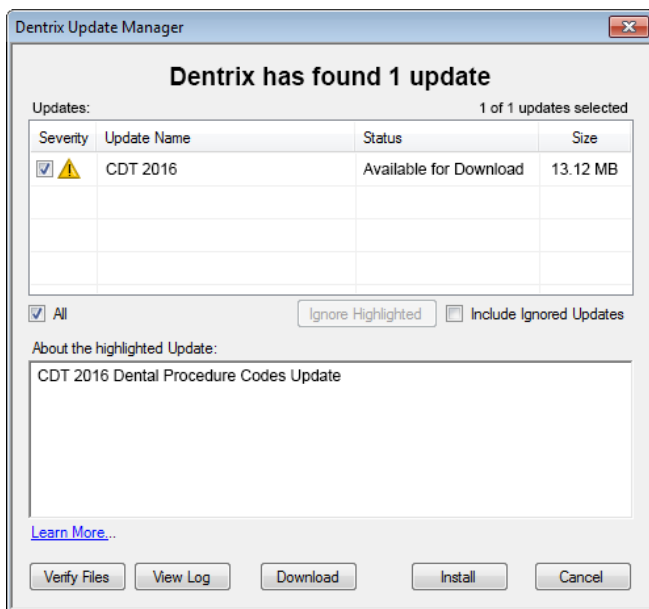 Dentrix Update Manager
Dentrix has found 1 update
Updates: 1 of 1 updates selected
Severity Update Name Status Size
CDT 2016 Available for Download 13.12 MB
All Ignore Highlighted Include Ignored Updates
About the highlighted Update:
CDT 2016 Dental Procedure Codes Update
Learn More...
Verify Files View Log Download Install Cancel